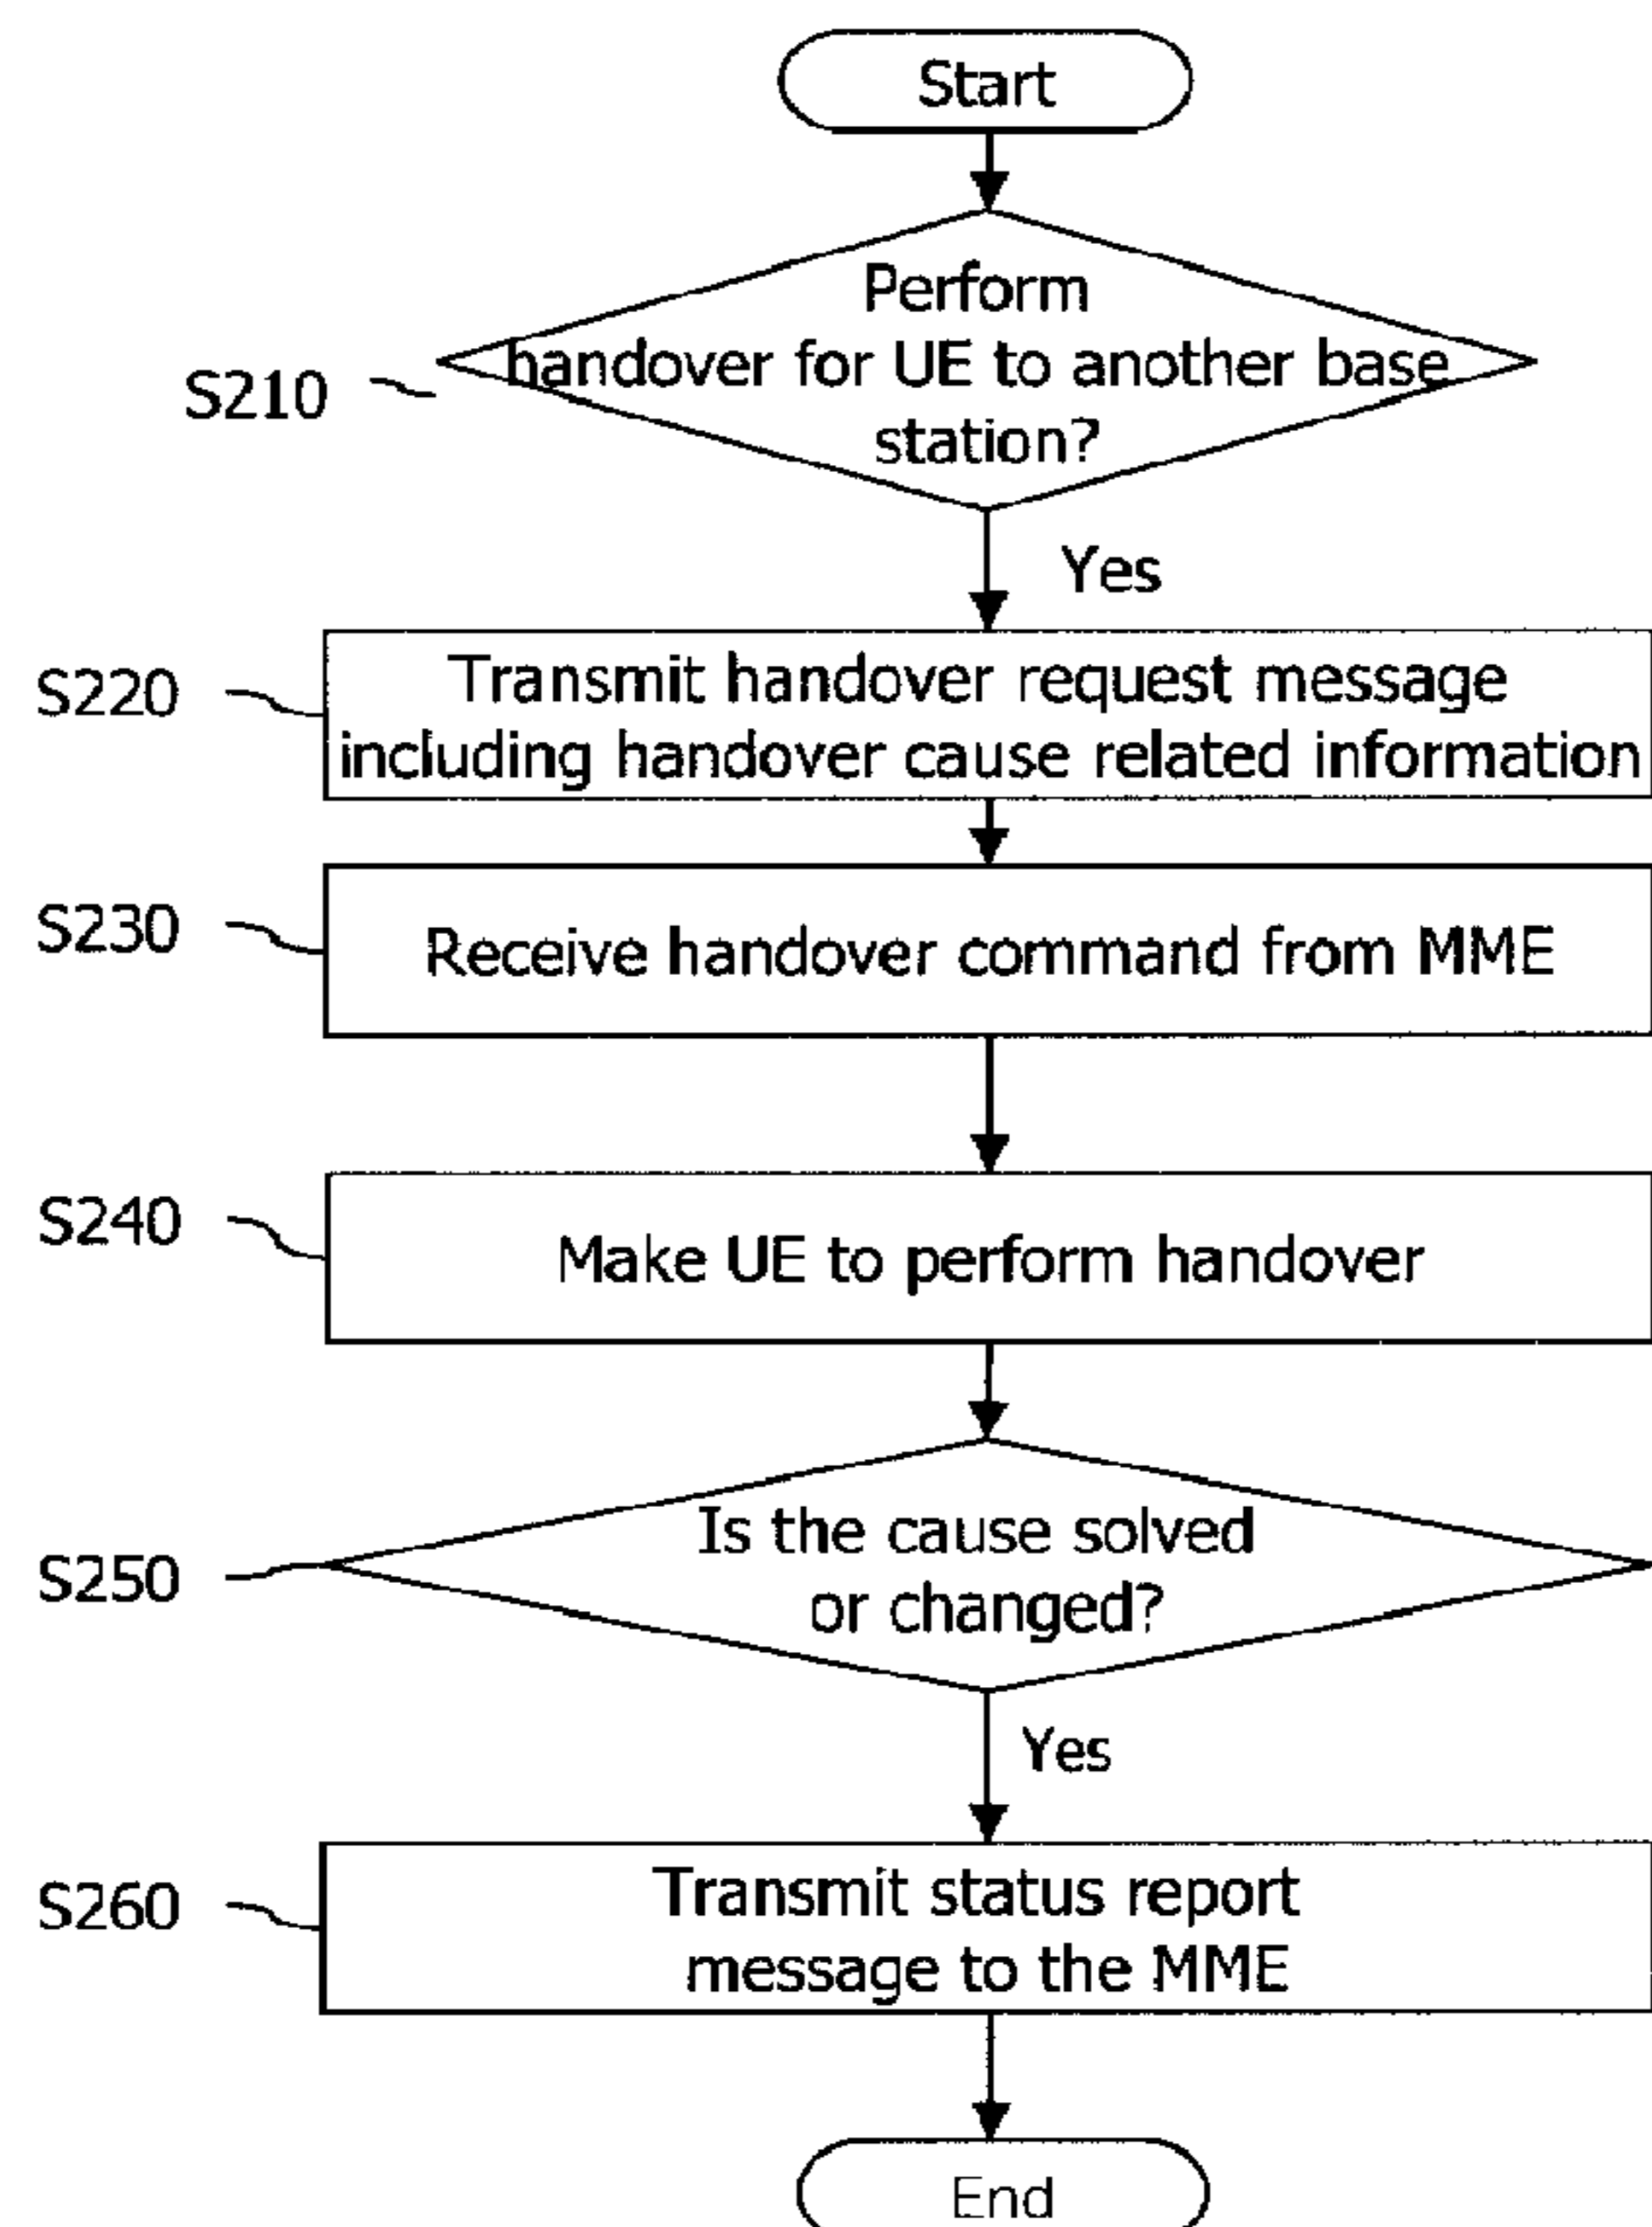 Start
Perform
handover for UE to another base
station?
S210
Yes
S220
Transmit handover request message
including handover cause related information
S230
Receive handover command from MME
S240
Make UE to perform handover
S250
Is the cause solved
or changed?
Yes
S260
Transmit status report
message to the MME
End